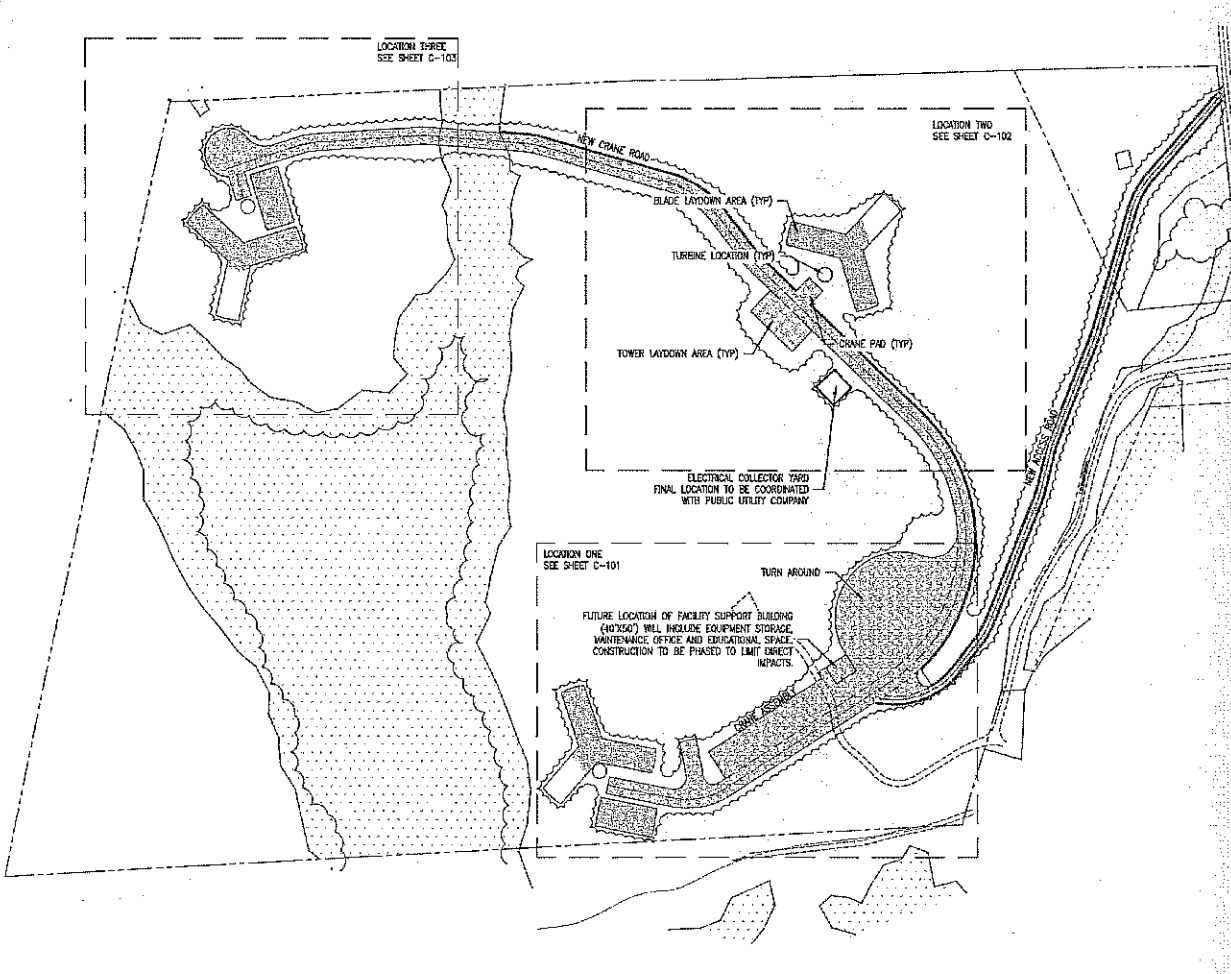 LOCATION THREE
SEE SHEET C-103
LOCATION TWO
SEE SHEET C-102
NEW CRANE ROAD
BLADE LAYDOWN AREA (TYP)
TURBINE LOCATION (TYP)
CRANE PAD (TYP)
TOWER LAYDOWN AREA (TYP)
NEW ACCESS ROAD
ELECTRICAL COLLECTOR YARD
FINAL LOCATION TO BE COORDINATED
WITH PUBLIC UTILITY COMPANY
LOCATION ONE
SEE SHEET C-101
TURN AROUND
FUTURE LOCATION OF FACILITY SUPPORT BUILDING
(40'X50') WILL INCLUDE EQUIPMENT STORAGE,
MAINTENANCE OFFICE AND EDUCATIONAL SPACE.
CONSTRUCTION TO BE PHASED TO LIMIT DIRECT
IMPACTS.
CRANE ASSEMBLY